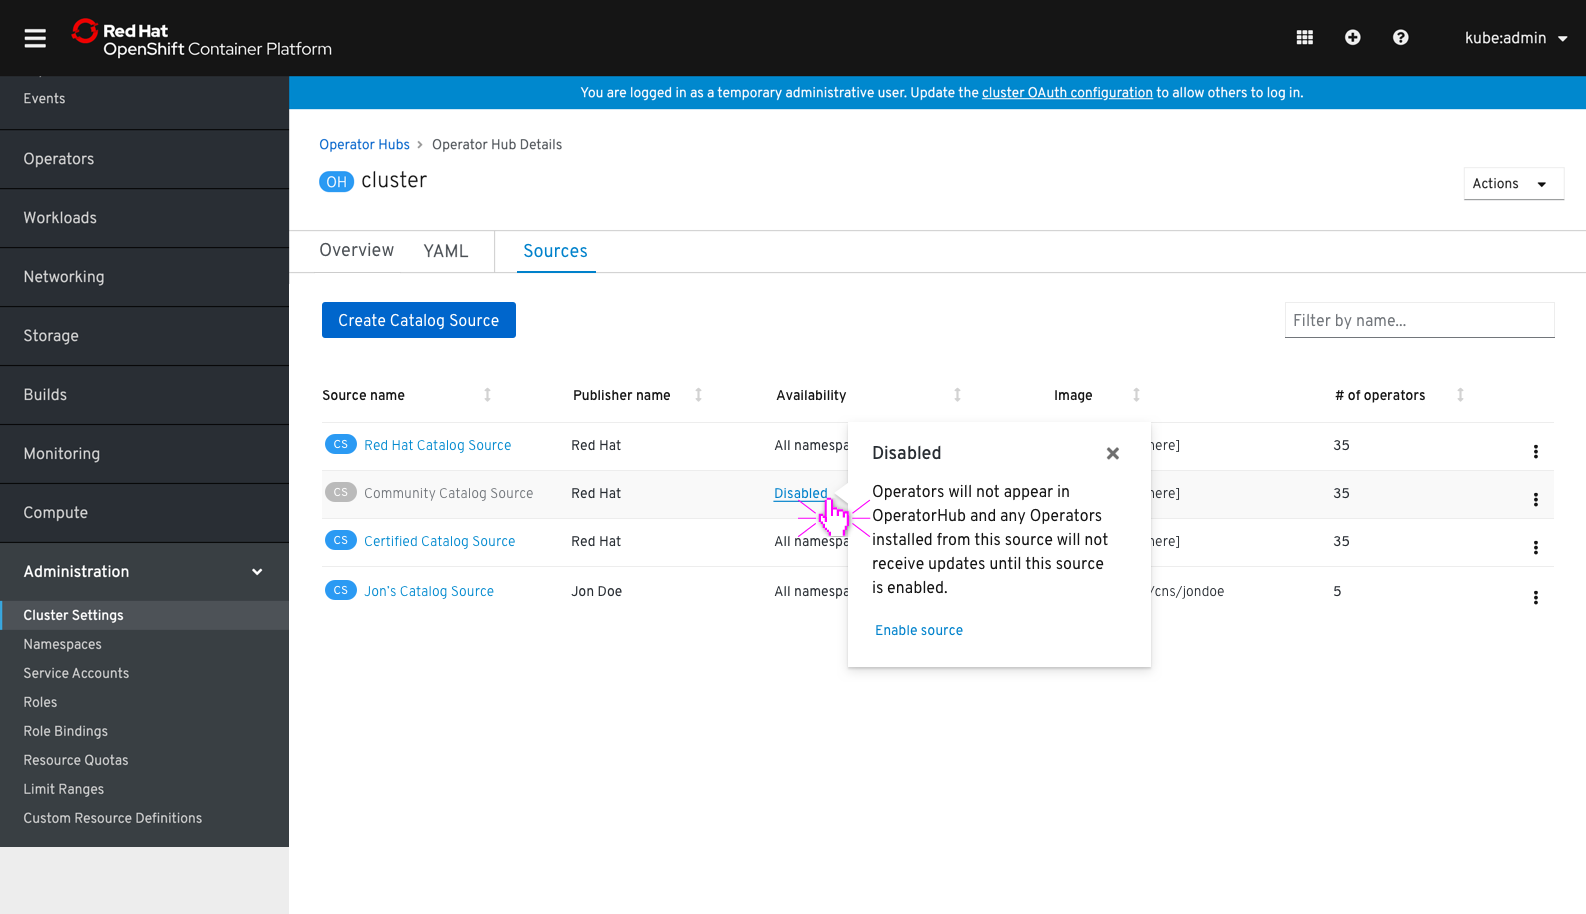 Red Hat
OpenShift Container Platform
kube:admin
Events
You are logged in as a temporary administrative user. Update the cluster OAuth configuration to allow others to log in.
Operators
Workloads
Networking
Storage
Builds
Monitoring
Compute
Administration
Cluster Settings
Namespaces
Service Accounts
Roles
Role Bindings
Resource Quotas
Limit Ranges
Custom Resource Definitions
Operator Hubs > Operator Hub Details
OH cluster
Actions
Overview YAML Sources
Create Catalog Source
Filter by name...
Source name Publisher name Availability Image # of operators
CS Red Hat Catalog Source Red Hat All namespa here] 35
CS Community Catalog Source Red Hat Disabled here] 35
CS Certified Catalog Source Red Hat All namespa here] 35
CS Jon's Catalog Source Jon Doe All namespa /cns/jondoe 5
Disabled
Operators will not appear in
OperatorHub and any Operators
installed from this source will not
receive updates until this source
is enabled.
Enable source